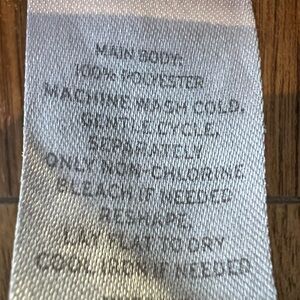 MAIN BODY:
100% POLYESTER
MACHINE WASH COLD,
GENTLE CYCLE,
SEPARATELY
ONLY NON-CHLORINE
BLEACH IF NEEDED
RESHAPE,
LAY FLAT TO DRY
COOL IREN IF NEEDED